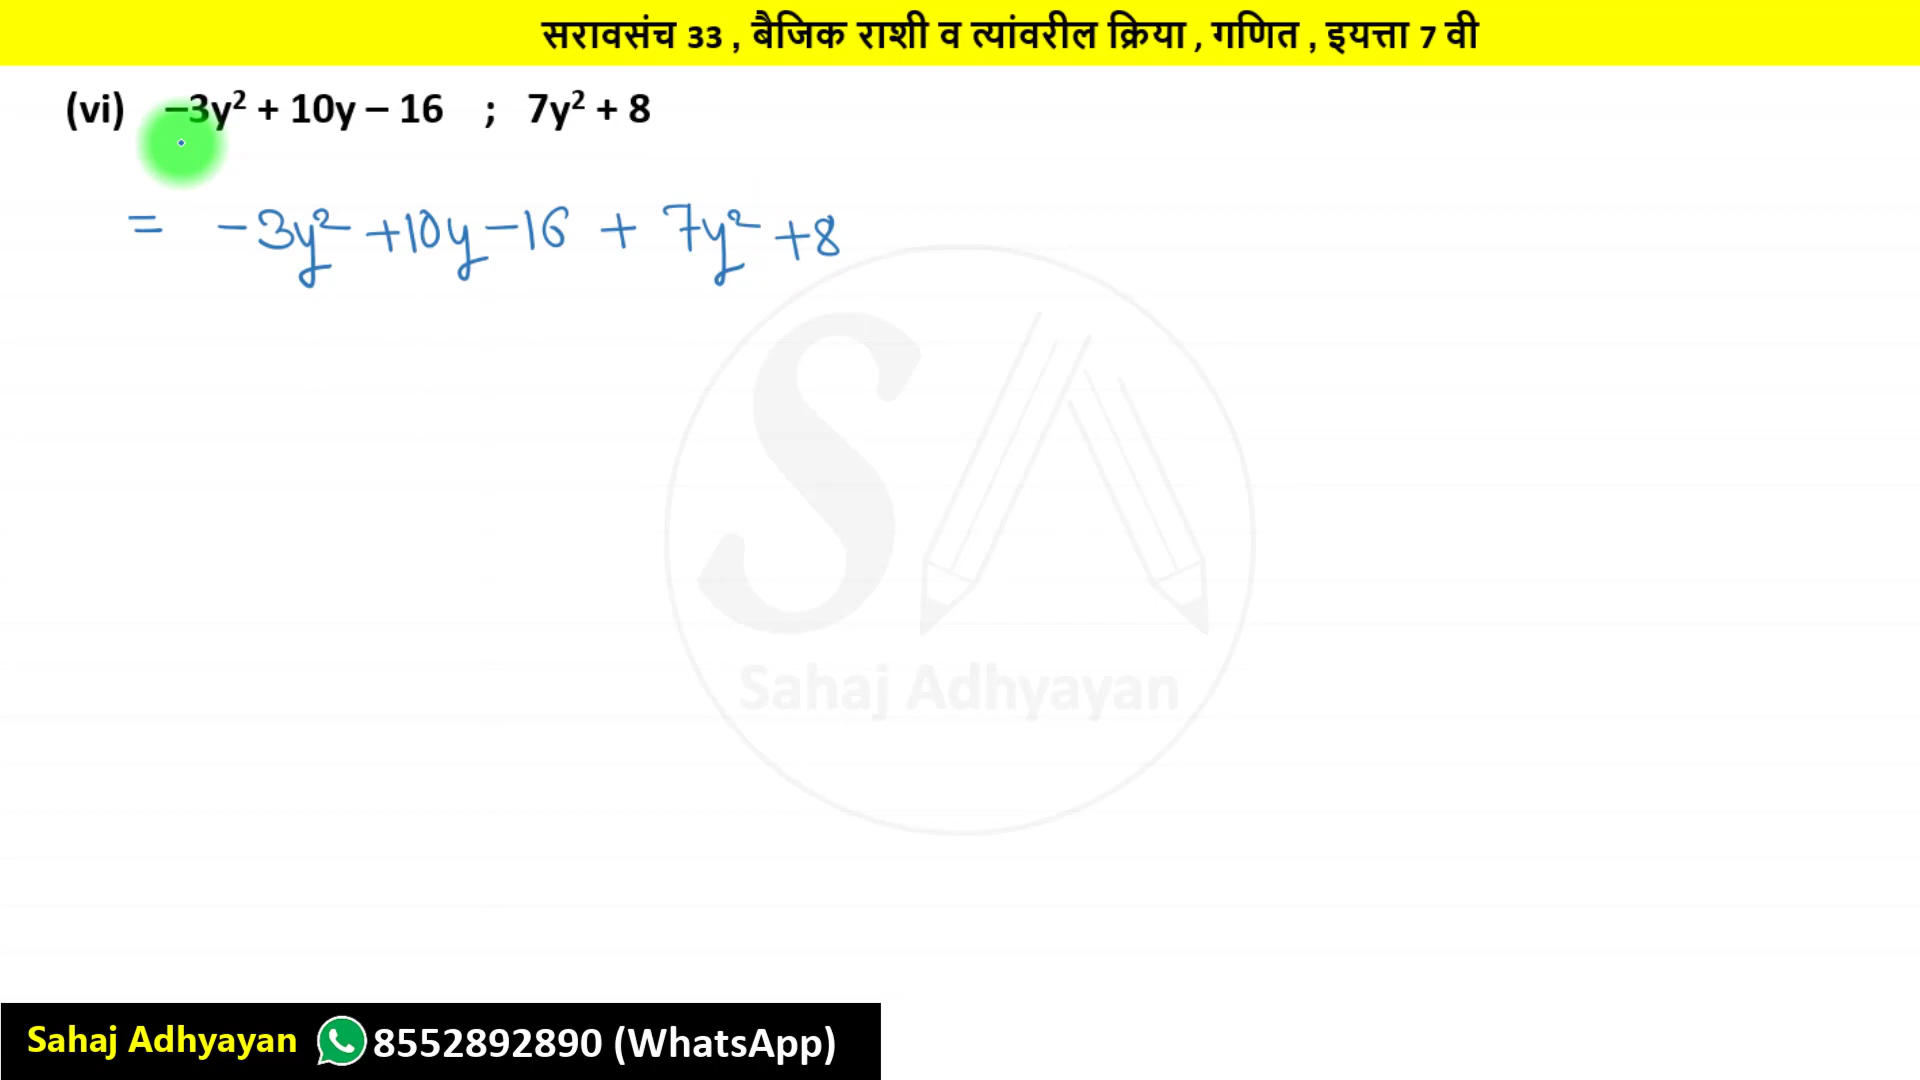 सरावसंच 33 , बैजिक राशी व त्यांवरील क्रिया , गणित , इयत्ता 7 वी
(vi) –3y² + 10y – 16 ; 7y² + 8
= -3y² +10y -16 + 7y² +8
SA
Sahaj Adhyayan
Sahaj Adhyayan 8552892890 (WhatsApp)